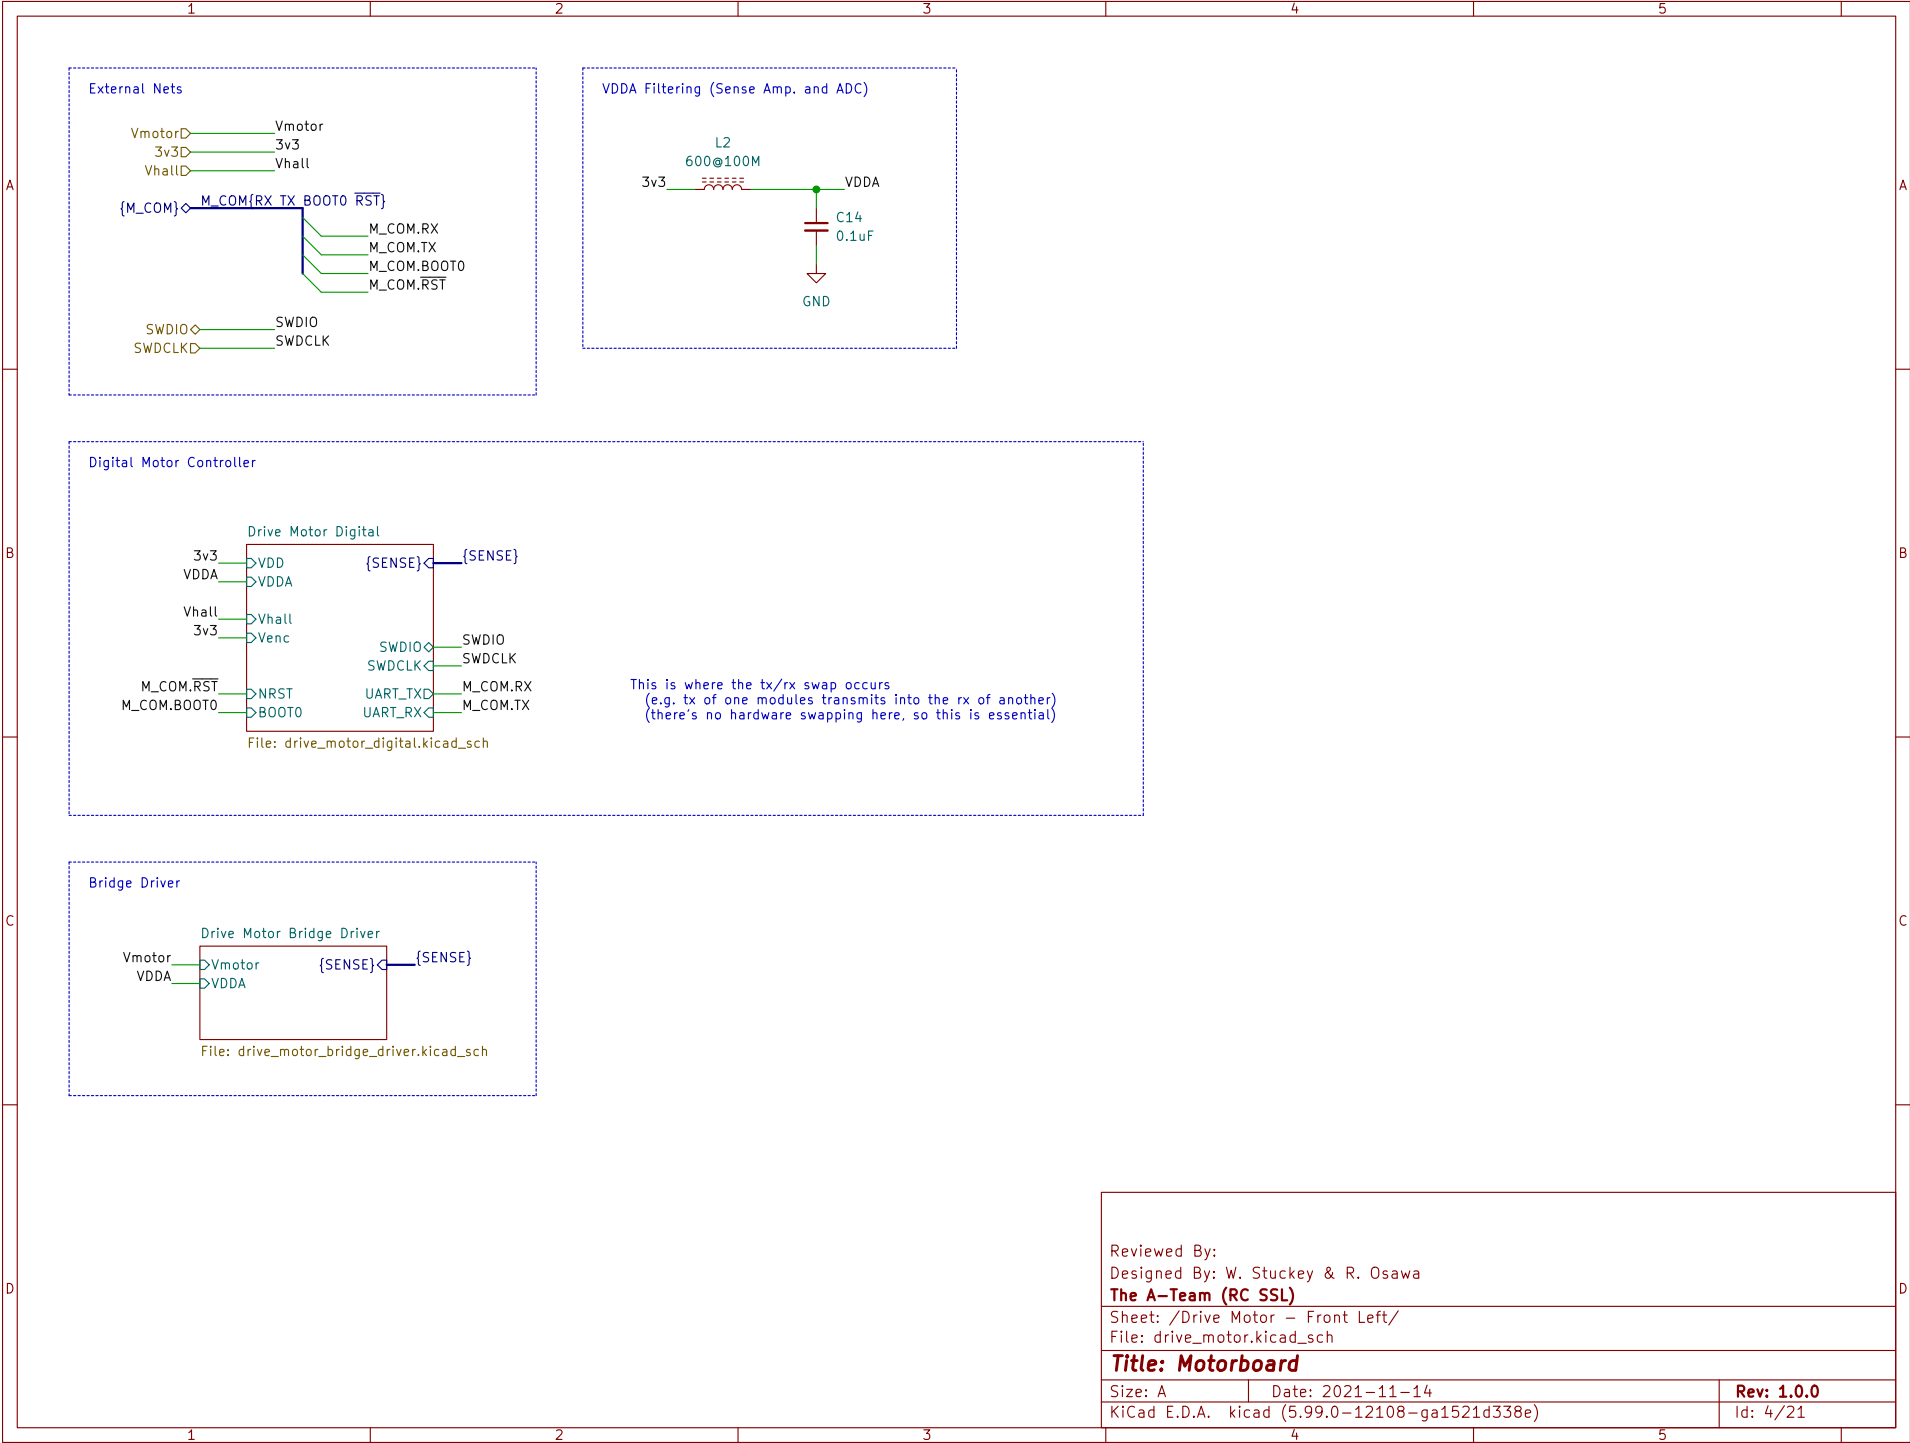 1 2 3 4 5
A A
B B
C C
D D
External Nets
Vmotor Vmotor
3v3 3v3
Vhall Vhall
{M_COM} M_COM{RX TX BOOT0 RST}
M_COM.RX
M_COM.TX
M_COM.BOOT0
M_COM.RST
SWDIO SWDIO
SWDCLK SWDCLK
VDDA Filtering (Sense Amp. and ADC)
L2
600@100M
3v3 VDDA
C14
0.1uF
GND
Digital Motor Controller
Drive Motor Digital
3v3 VDD {SENSE} {SENSE}
VDDA VDDA
Vhall Vhall
3v3 Venc
SWDIO SWDIO
SWDCLK SWDCLK
M_COM.RST NRST UART_TX M_COM.RX
M_COM.BOOT0 BOOT0 UART_RX M_COM.TX
File: drive_motor_digital.kicad_sch
This is where the tx/rx swap occurs
(e.g. tx of one modules transmits into the rx of another)
(there's no hardware swapping here, so this is essential)
Bridge Driver
Drive Motor Bridge Driver
Vmotor Vmotor {SENSE} {SENSE}
VDDA VDDA
File: drive_motor_bridge_driver.kicad_sch
Reviewed By:
Designed By: W. Stuckey & R. Osawa
The A-Team (RC SSL)
Sheet: /Drive Motor - Front Left/
File: drive_motor.kicad_sch
Title: Motorboard
Size: A Date: 2021-11-14 Rev: 1.0.0
KiCad E.D.A. kicad (5.99.0-12108-ga1521d338e) Id: 4/21
1 2 3 4 5